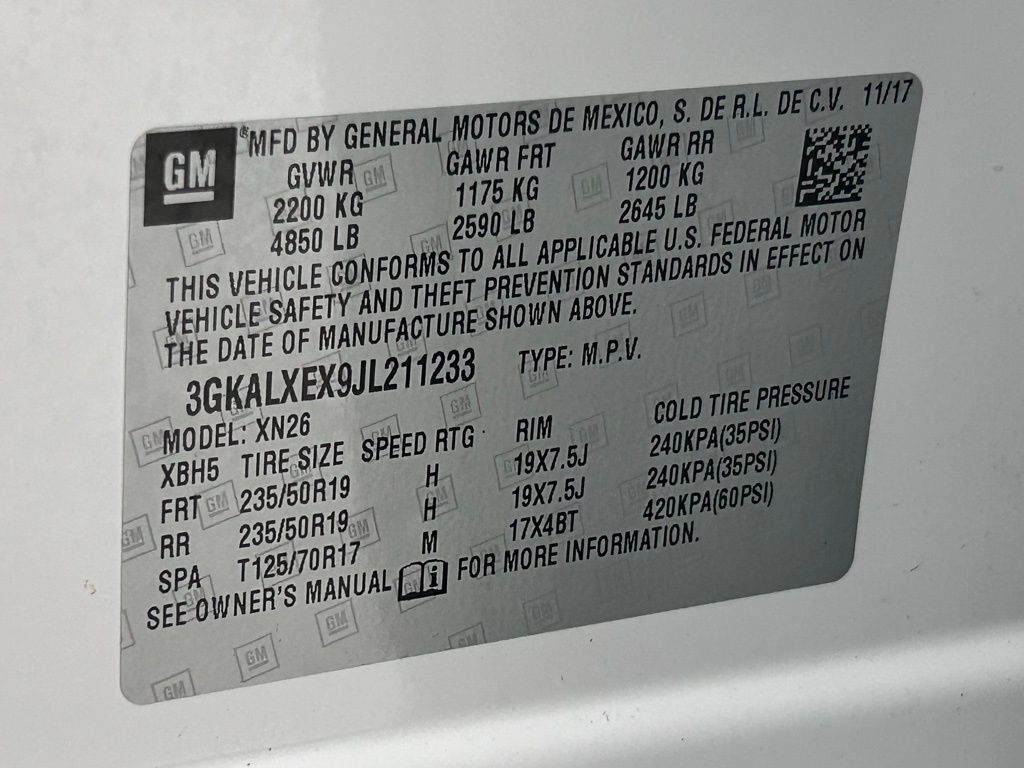 GM
®MFD BY GENERAL MOTORS DE MEXICO, S. DE R.L. DE C.V. 11/17
GVWR GAWR FRT GAWR RR
2200 KG 1175 KG 1200 KG
4850 LB 2590 LB 2645 LB
THIS VEHICLE CONFORMS TO ALL APPLICABLE U.S. FEDERAL MOTOR
VEHICLE SAFETY AND THEFT PREVENTION STANDARDS IN EFFECT ON
THE DATE OF MANUFACTURE SHOWN ABOVE.
3GKALXEX9JL211233 TYPE: M.P.V.
MODEL: XN26
XBH5 TIRE SIZE SPEED RTG RIM COLD TIRE PRESSURE
FRT 235/50R19 H 19X7.5J 240KPA(35PSI)
RR 235/50R19 H 19X7.5J 240KPA(35PSI)
SPA T125/70R17 M 17X4BT 420KPA(60PSI)
SEE OWNER'S MANUAL FOR MORE INFORMATION.